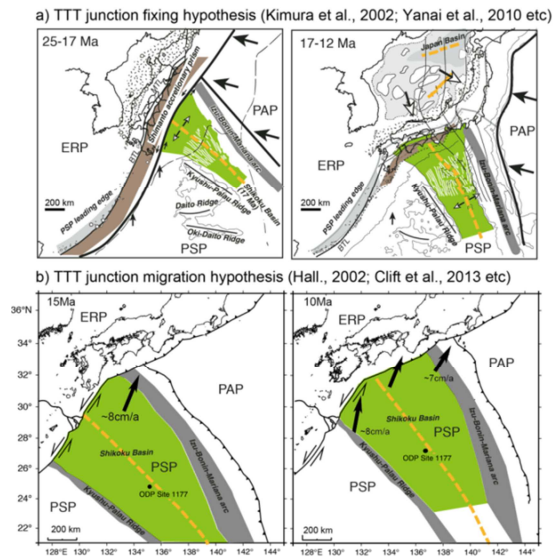 a) TTT junction fixing hypothesis (Kimura et al., 2002; Yanai et al., 2010 etc)
25-17 Ma
Shimanto accretionary prism
PAP
Izu-Bonin-Mariana arc
ERP
BTL
Shikoku Basin
(17 Ma)
Kyushu-Palau Ridge
PSP leading edge
Daito Ridge
200 km
Oki-Daito Ridge
PSP
17-12 Ma
Japan Basin
PAP
ERP
Izu-Bonin-Mariana arc
PSP leading edge
Kyushu-Palau Ridge
200 km
BTL
PSP
b) TTT junction migration hypothesis (Hall., 2002; Clift et al., 2013 etc)
15Ma
36°N
ERP
34°
32°
PAP
30°
~8cm/a
28°
Shikoku Basin
Izu-Bonin-Mariana arc
26°
PSP
24°
ODP Site 1177
PSP
Kyushu-Palau Ridge
22°
200 km
128°E 130° 132° 134° 136° 138° 140° 142° 144°
10Ma
ERP
PAP
~7cm/a
Shikoku Basin
~8cm/a
PSP
Izu-Bonin-Mariana arc
ODP Site 1177
Kyushu-Palau Ridge
PSP
200 km
128°E 130° 132° 134° 136° 138° 140° 142° 144°